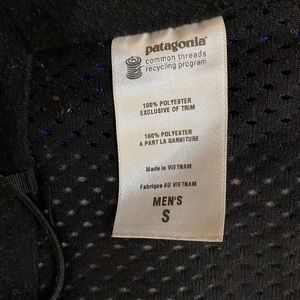 patagonia®
common threads
recycling program
100% POLYESTER
EXCLUSIVE OF TRIM
100% POLYESTER
A PART LA GARNITURE
Made in VIETNAM
Fabrique AU VIETNAM
MEN'S
S